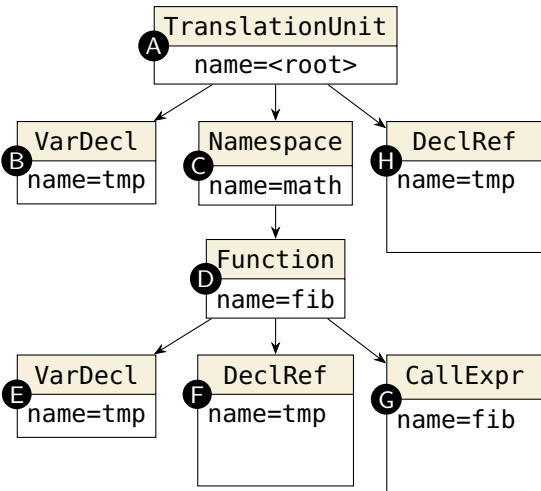 A
TranslationUnit
name=<root>
B
VarDecl
name=tmp
C
Namespace
name=math
H
DeclRef
name=tmp
D
Function
name=fib
E
VarDecl
name=tmp
F
DeclRef
name=tmp
G
CallExpr
name=fib